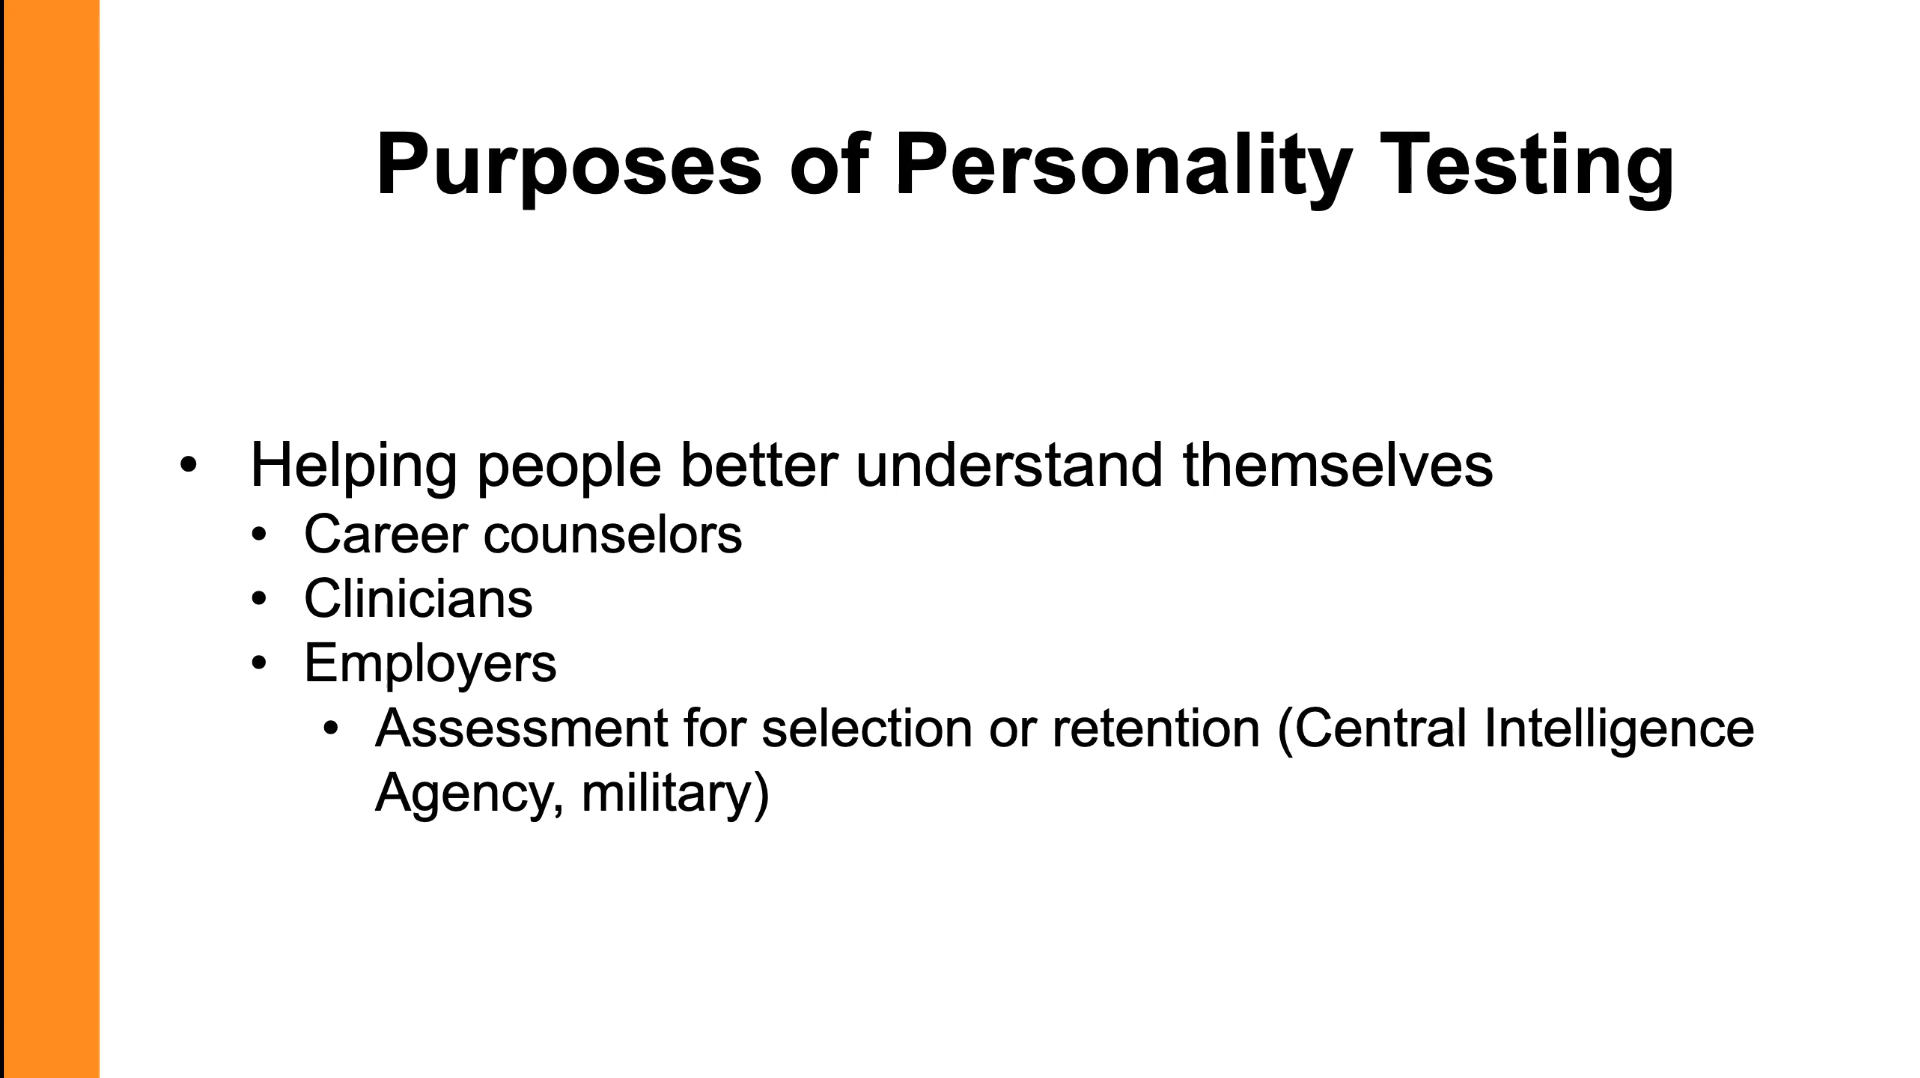 Purposes of Personality Testing
• Helping people better understand themselves
• Career counselors
• Clinicians
• Employers
• Assessment for selection or retention (Central Intelligence
Agency, military)